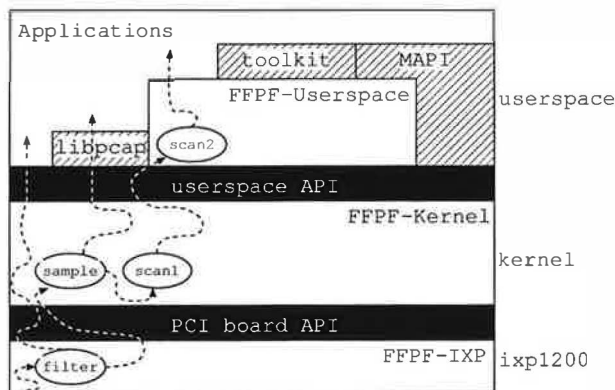 Applications
toolkit
MAPI
FFPF-Userspace
userspace
libpcap
scan2
userspace API
FFPF-Kernel
sample
scan1
kernel
PCI board API
FFPF-IXP
ixp1200
filter